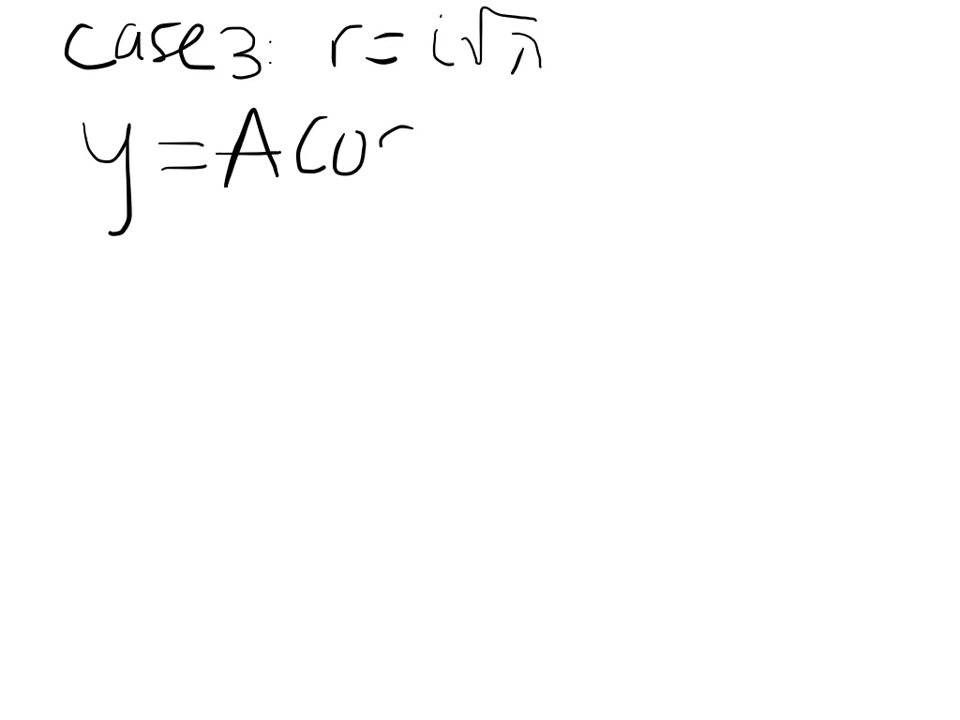 case 3: r = i√λ
y = A co